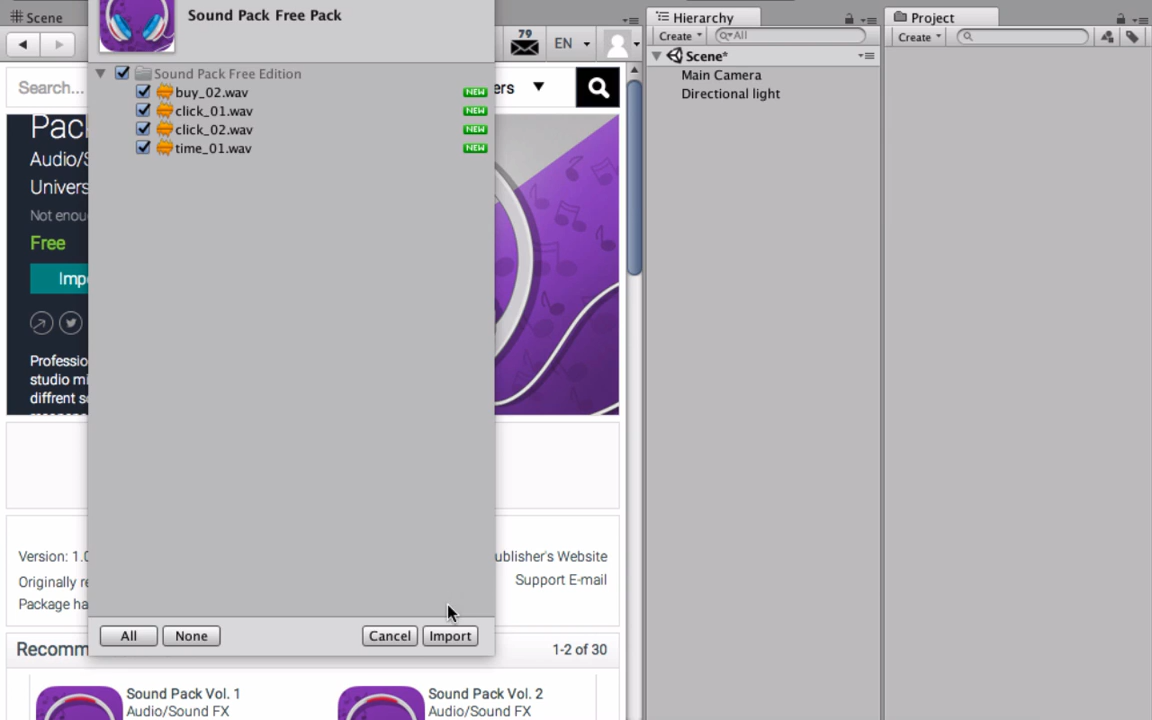 Scene
79
EN
Search...
ers
Pac
Audio/S
Univers
Not enou
Free
Impo
Professio
studio mi
diffrent so
Version: 1.0
Originally re
Package ha
ublisher's Website
Support E-mail
Recomm
1-2 of 30
Sound Pack Vol. 1
Audio/Sound FX
Sound Pack Vol. 2
Audio/Sound FX
Sound Pack Free Pack
Sound Pack Free Edition
buy_02.wav NEW
click_01.wav NEW
click_02.wav NEW
time_01.wav NEW
All None Cancel Import
Hierarchy
Create All
Scene*
Main Camera
Directional light
Project
Create